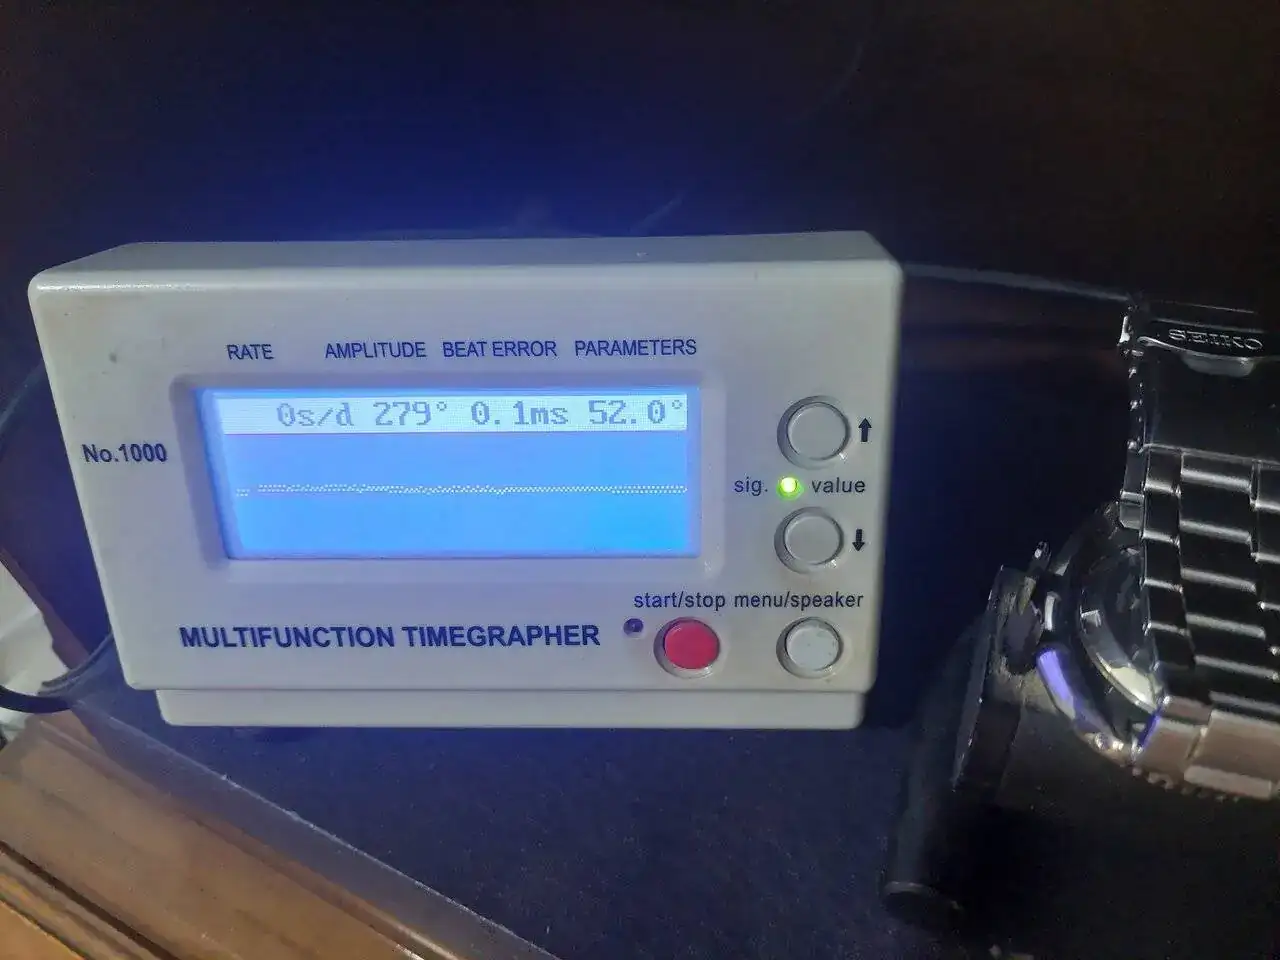 RATE AMPLITUDE BEAT ERROR PARAMETERS
0s/d 279° 0.1ms 52.0°
No.1000
↑
sig. value
↓
start/stop menu/speaker
MULTIFUNCTION TIMEGRAPHER
SEIKO